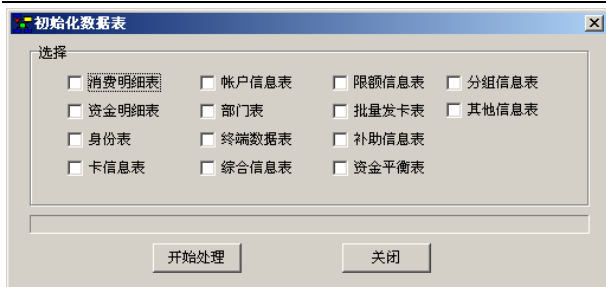 初始化数据表
选择
消费明细表 帐户信息表 限额信息表 分组信息表
资金明细表 部门表 批量发卡表 其他信息表
身份表 终端数据表 补助信息表
卡信息表 综合信息表 资金平衡表
开始处理 关闭